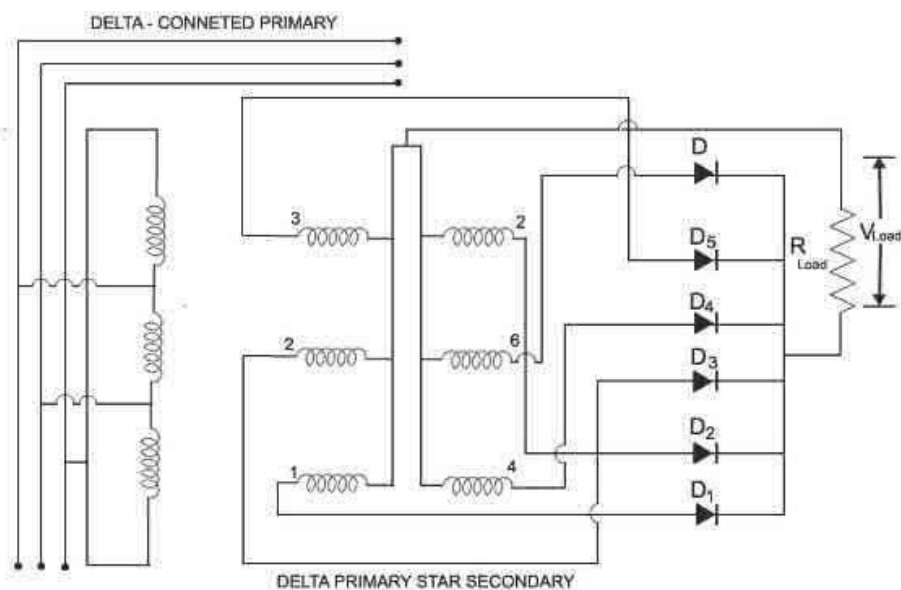 DELTA - CONNETED PRIMARY
D
3
2
D5
R Load
VLoad
D4
2
6
D3
D2
1
4
D1
DELTA PRIMARY STAR SECONDARY